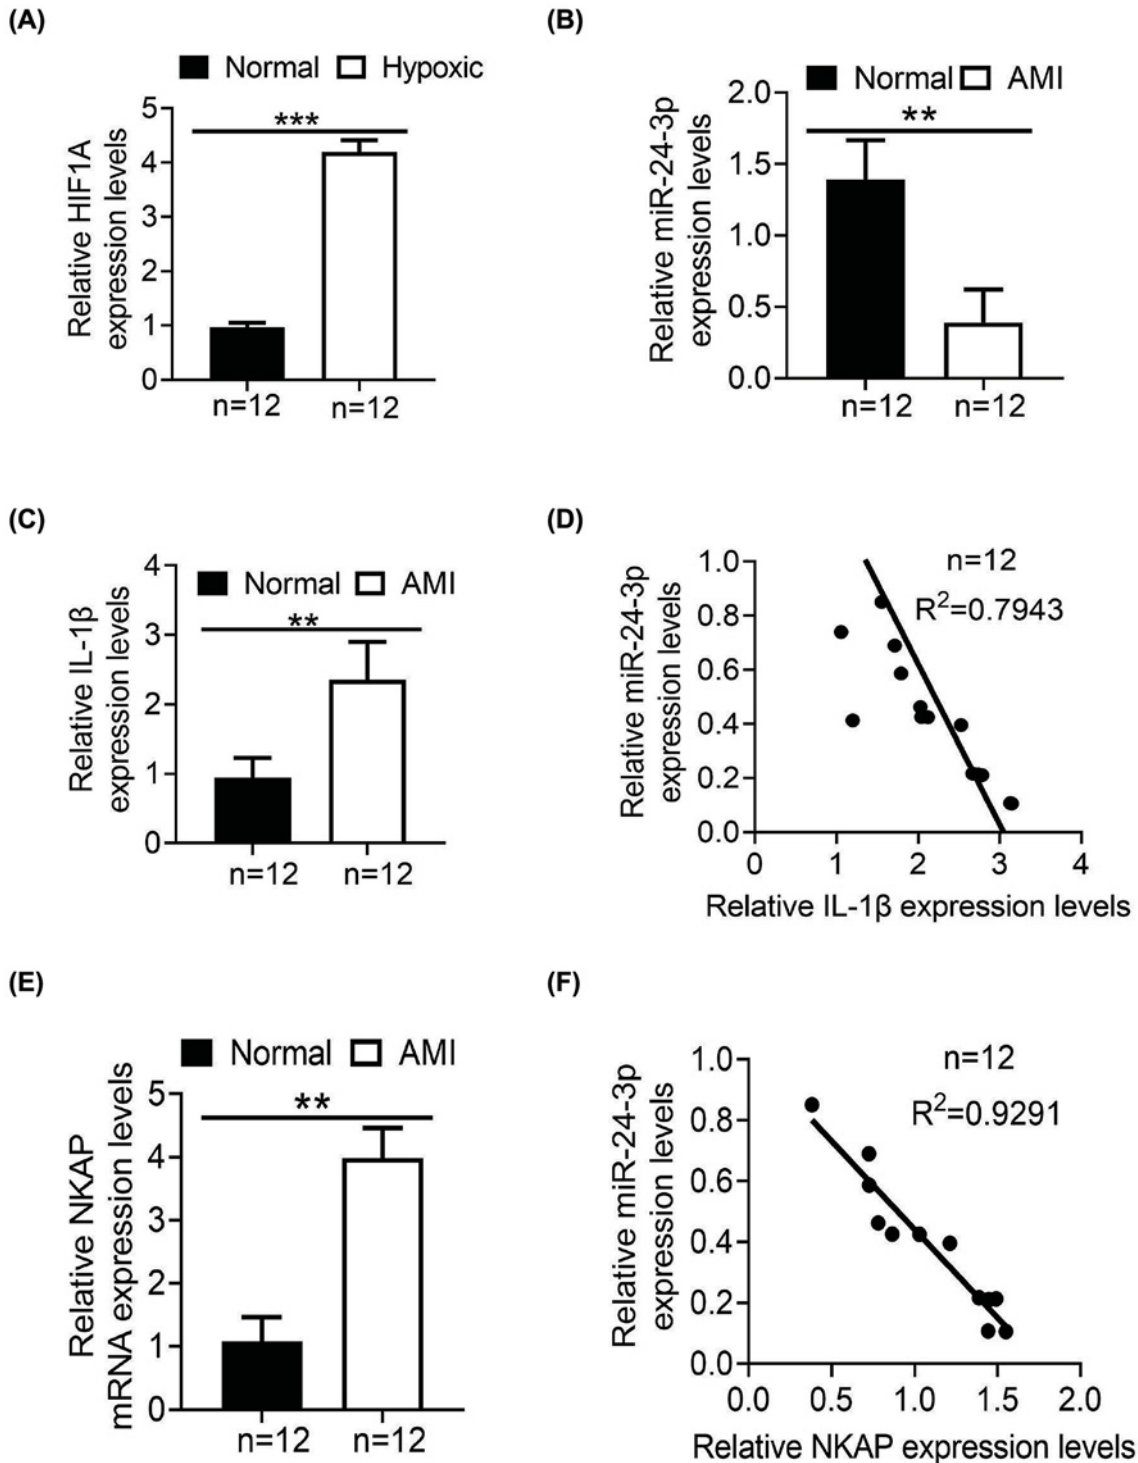 (A)
Normal Hypoxic
***
Relative HIF1A
expression levels
5
4
3
2
1
0
n=12 n=12
(B)
Normal AMI
**
Relative miR-24-3p
expression levels
2.0
1.5
1.0
0.5
0.0
n=12 n=12
(C)
Normal AMI
**
Relative IL-1β
expression levels
4
3
2
1
0
n=12 n=12
(D)
n=12
R²=0.7943
Relative miR-24-3p
expression levels
1.0
0.8
0.6
0.4
0.2
0.0
0 1 2 3 4
Relative IL-1β expression levels
(E)
Normal AMI
**
Relative NKAP
mRNA expression levels
5
4
3
2
1
0
n=12 n=12
(F)
n=12
R²=0.9291
Relative miR-24-3p
expression levels
1.0
0.8
0.6
0.4
0.2
0.0
0.0 0.5 1.0 1.5 2.0
Relative NKAP expression levels